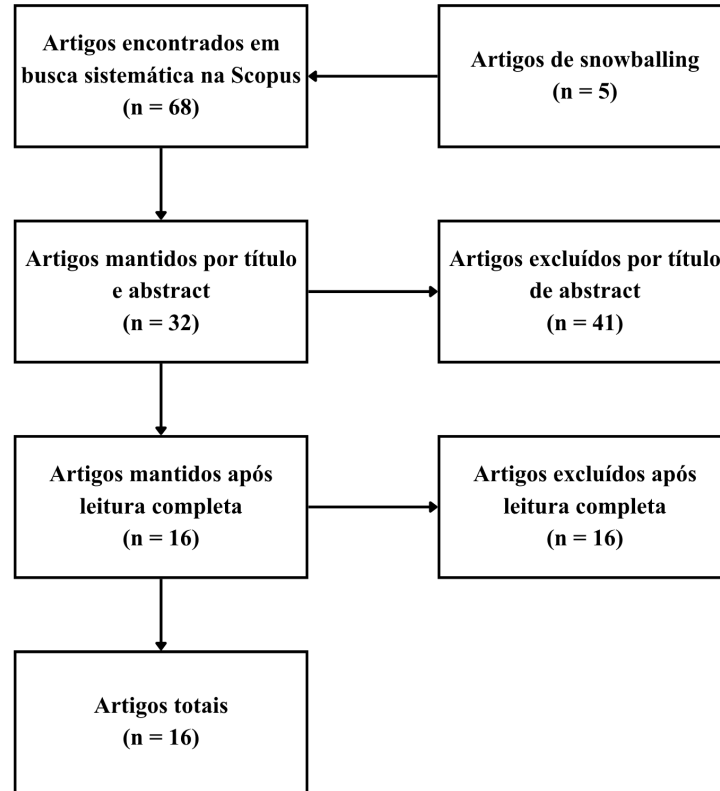 Artigos encontrados em
busca sistemática na Scopus
(n = 68)
Artigos de snowballing
(n = 5)
Artigos mantidos por título
e abstract
(n = 32)
Artigos excluídos por título
de abstract
(n = 41)
Artigos mantidos após
leitura completa
(n = 16)
Artigos excluídos após
leitura completa
(n = 16)
Artigos totais
(n = 16)